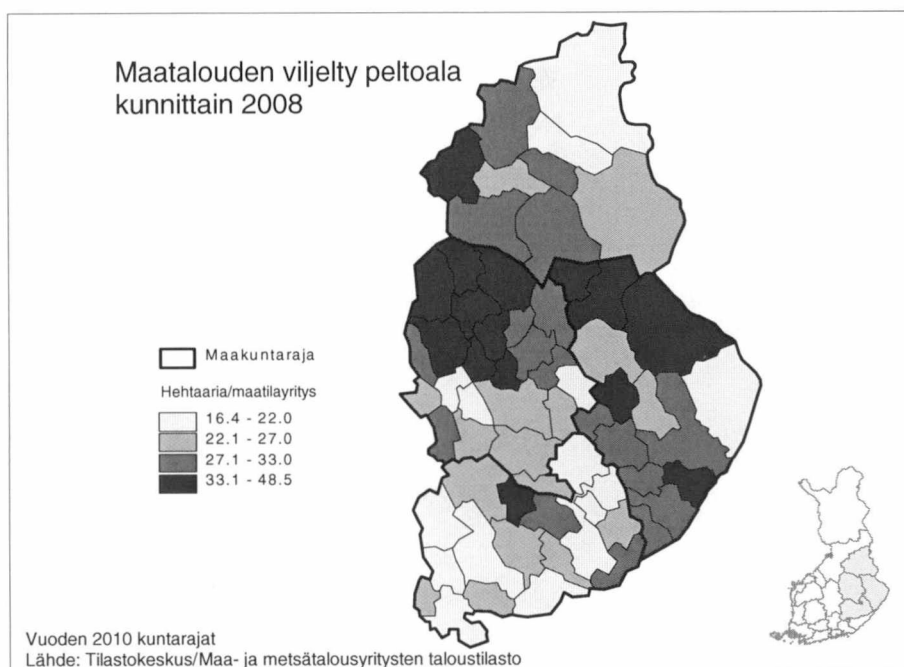 Maatalouden viljelty peltoala
kunnittain 2008
Maakuntaraja
Hehtaaria/maatilayritys
16.4 - 22.0
22.1 - 27.0
27.1 - 33.0
33.1 - 48.5
Vuoden 2010 kuntarajat
Lähde: Tilastokeskus/Maa- ja metsätalousyritysten taloustilasto